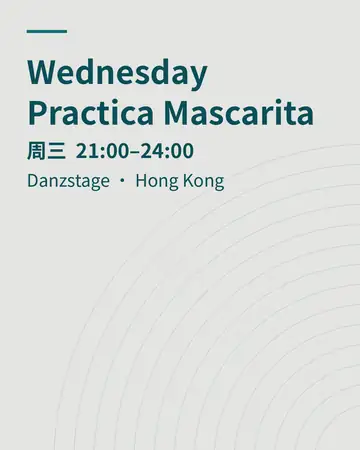 Wednesday
Practica Mascarita
周三 21:00–24:00
Danzstage · Hong Kong